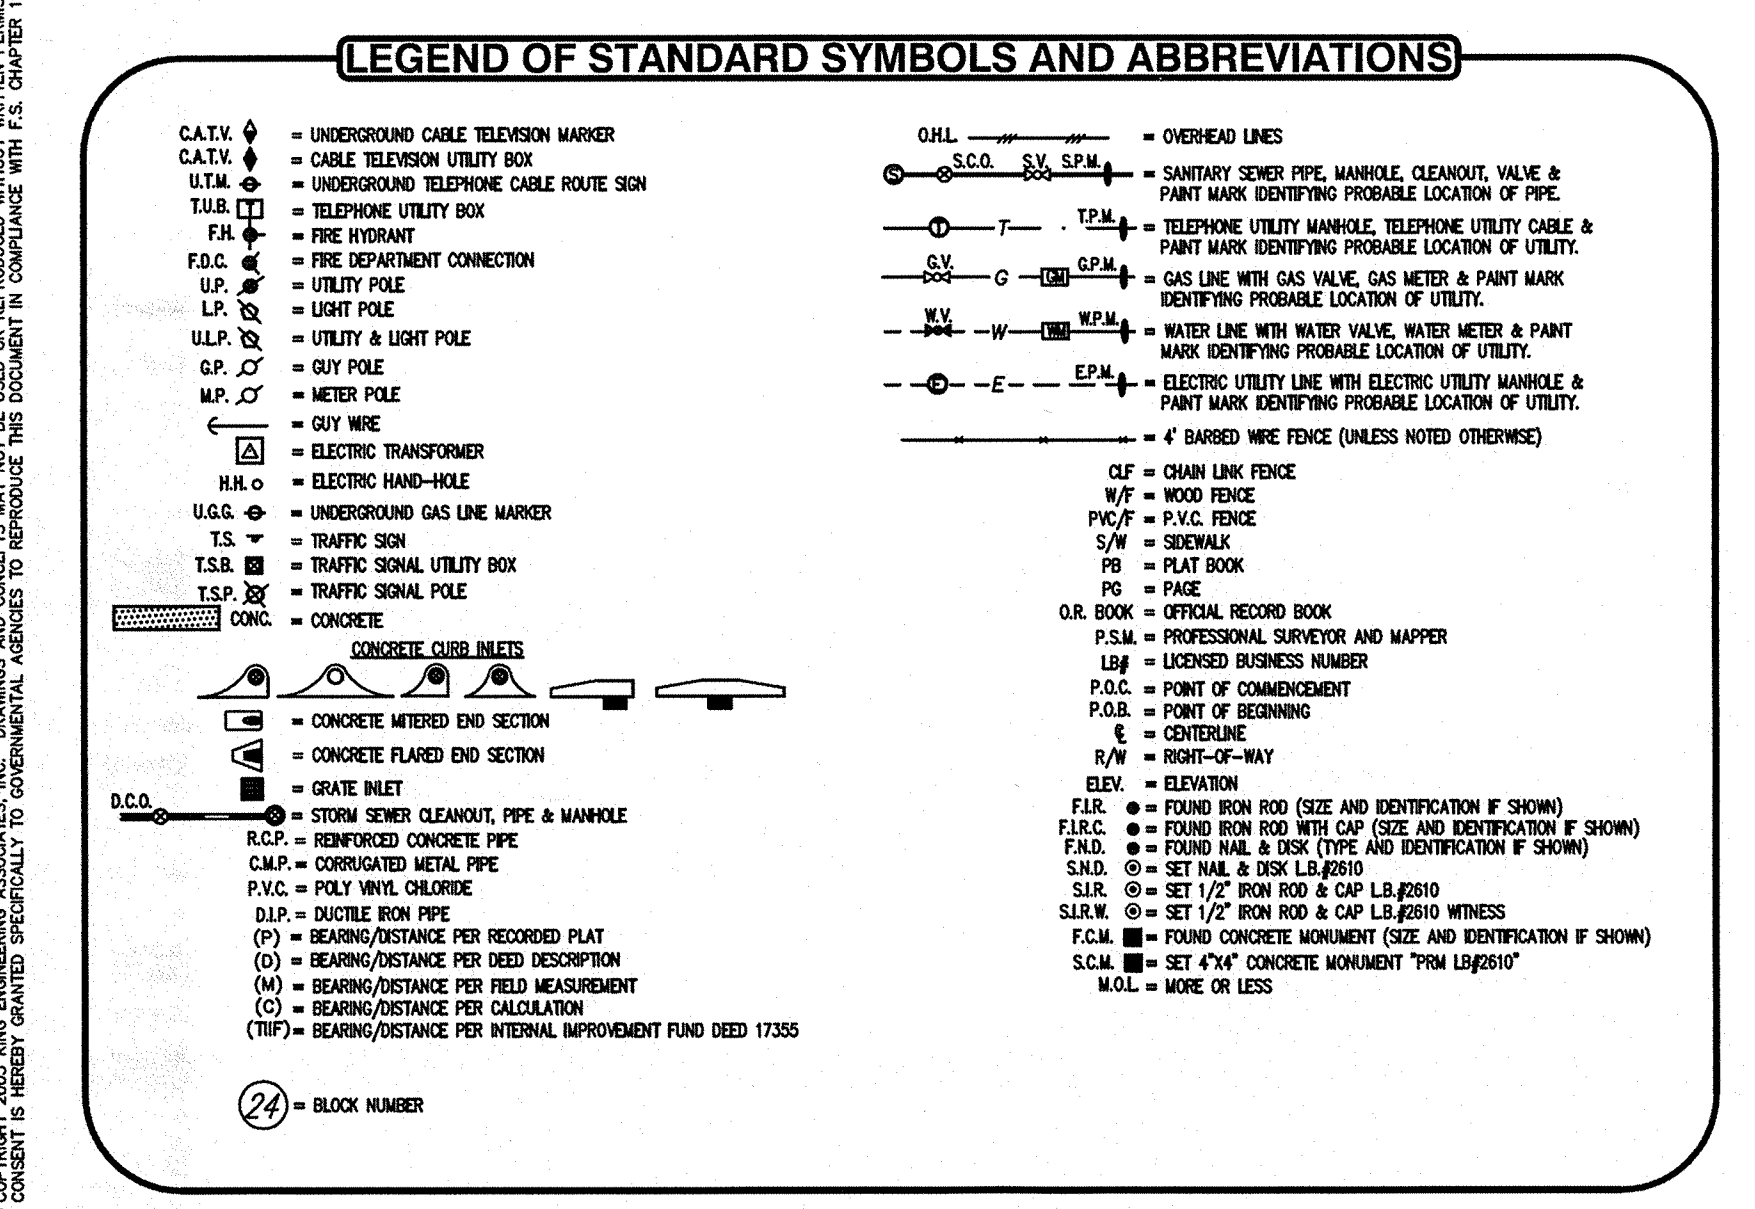 LEGEND OF STANDARD SYMBOLS AND ABBREVIATIONS
C.A.T.V. = UNDERGROUND CABLE TELEVISION MARKER
C.A.T.V. = CABLE TELEVISION UTILITY BOX
U.T.M. = UNDERGROUND TELEPHONE CABLE ROUTE SIGN
T.U.B. T = TELEPHONE UTILITY BOX
F.H. = FIRE HYDRANT
F.D.C. = FIRE DEPARTMENT CONNECTION
U.P. = UTILITY POLE
L.P. = LIGHT POLE
U.L.P. = UTILITY & LIGHT POLE
G.P. = GUY POLE
M.P. = METER POLE
= GUY WIRE
= ELECTRIC TRANSFORMER
H.H. = ELECTRIC HAND-HOLE
U.G.G. = UNDERGROUND GAS LINE MARKER
T.S. = TRAFFIC SIGN
T.S.B. = TRAFFIC SIGNAL UTILITY BOX
T.S.P. = TRAFFIC SIGNAL POLE
CONC. = CONCRETE
CONCRETE CURB INLETS
= CONCRETE MITERED END SECTION
= CONCRETE FLARED END SECTION
= GRATE INLET
D.C.O. = STORM SEWER CLEANOUT, PIPE & MANHOLE
R.C.P. = REINFORCED CONCRETE PIPE
C.M.P. = CORRUGATED METAL PIPE
P.V.C. = POLY VINYL CHLORIDE
D.I.P. = DUCTILE IRON PIPE
(P) = BEARING/DISTANCE PER RECORDED PLAT
(D) = BEARING/DISTANCE PER DEED DESCRIPTION
(M) = BEARING/DISTANCE PER FIELD MEASUREMENT
(C) = BEARING/DISTANCE PER CALCULATION
(TIIF) = BEARING/DISTANCE PER INTERNAL IMPROVEMENT FUND DEED 17355
24 = BLOCK NUMBER
O.H.L. = OVERHEAD LINES
S S.C.O. S.V. S.P.M. = SANITARY SEWER PIPE, MANHOLE, CLEANOUT, VALVE &
PAINT MARK IDENTIFYING PROBABLE LOCATION OF PIPE.
T T T.P.M. = TELEPHONE UTILITY MANHOLE, TELEPHONE UTILITY CABLE &
PAINT MARK IDENTIFYING PROBABLE LOCATION OF UTILITY.
G.V. G GM G.P.M. = GAS LINE WITH GAS VALVE, GAS METER & PAINT MARK
IDENTIFYING PROBABLE LOCATION OF UTILITY.
W.V. W WM W.P.M. = WATER LINE WITH WATER VALVE, WATER METER & PAINT
MARK IDENTIFYING PROBABLE LOCATION OF UTILITY.
E E E.P.M. = ELECTRIC UTILITY LINE WITH ELECTRIC UTILITY MANHOLE &
PAINT MARK IDENTIFYING PROBABLE LOCATION OF UTILITY.
= 4' BARBED WIRE FENCE (UNLESS NOTED OTHERWISE)
CLF = CHAIN LINK FENCE
W/F = WOOD FENCE
PVC/F = P.V.C. FENCE
S/W = SIDEWALK
PB = PLAT BOOK
PG = PAGE
O.R. BOOK = OFFICIAL RECORD BOOK
P.S.M. = PROFESSIONAL SURVEYOR AND MAPPER
LB# = LICENSED BUSINESS NUMBER
P.O.C. = POINT OF COMMENCEMENT
P.O.B. = POINT OF BEGINNING
℄ = CENTERLINE
R/W = RIGHT-OF-WAY
ELEV. = ELEVATION
F.I.R. = FOUND IRON ROD (SIZE AND IDENTIFICATION IF SHOWN)
F.I.R.C. = FOUND IRON ROD WITH CAP (SIZE AND IDENTIFICATION IF SHOWN)
F.N.D. = FOUND NAIL & DISK (TYPE AND IDENTIFICATION IF SHOWN)
S.N.D. = SET NAIL & DISK L.B.#2610
S.I.R. = SET 1/2" IRON ROD & CAP L.B.#2610
S.I.R.W. = SET 1/2" IRON ROD & CAP L.B.#2610 WITNESS
F.C.M. = FOUND CONCRETE MONUMENT (SIZE AND IDENTIFICATION IF SHOWN)
S.C.M. = SET 4"X4" CONCRETE MONUMENT "PRM LB#2610"
M.O.L. = MORE OR LESS
CONSENT IS HEREBY GRANTED SPECIFICALLY TO GOVERNMENTAL AGENCIES TO REPRODUCE THIS DOCUMENT IN COMPLIANCE WITH F.S. CHAPTER 1